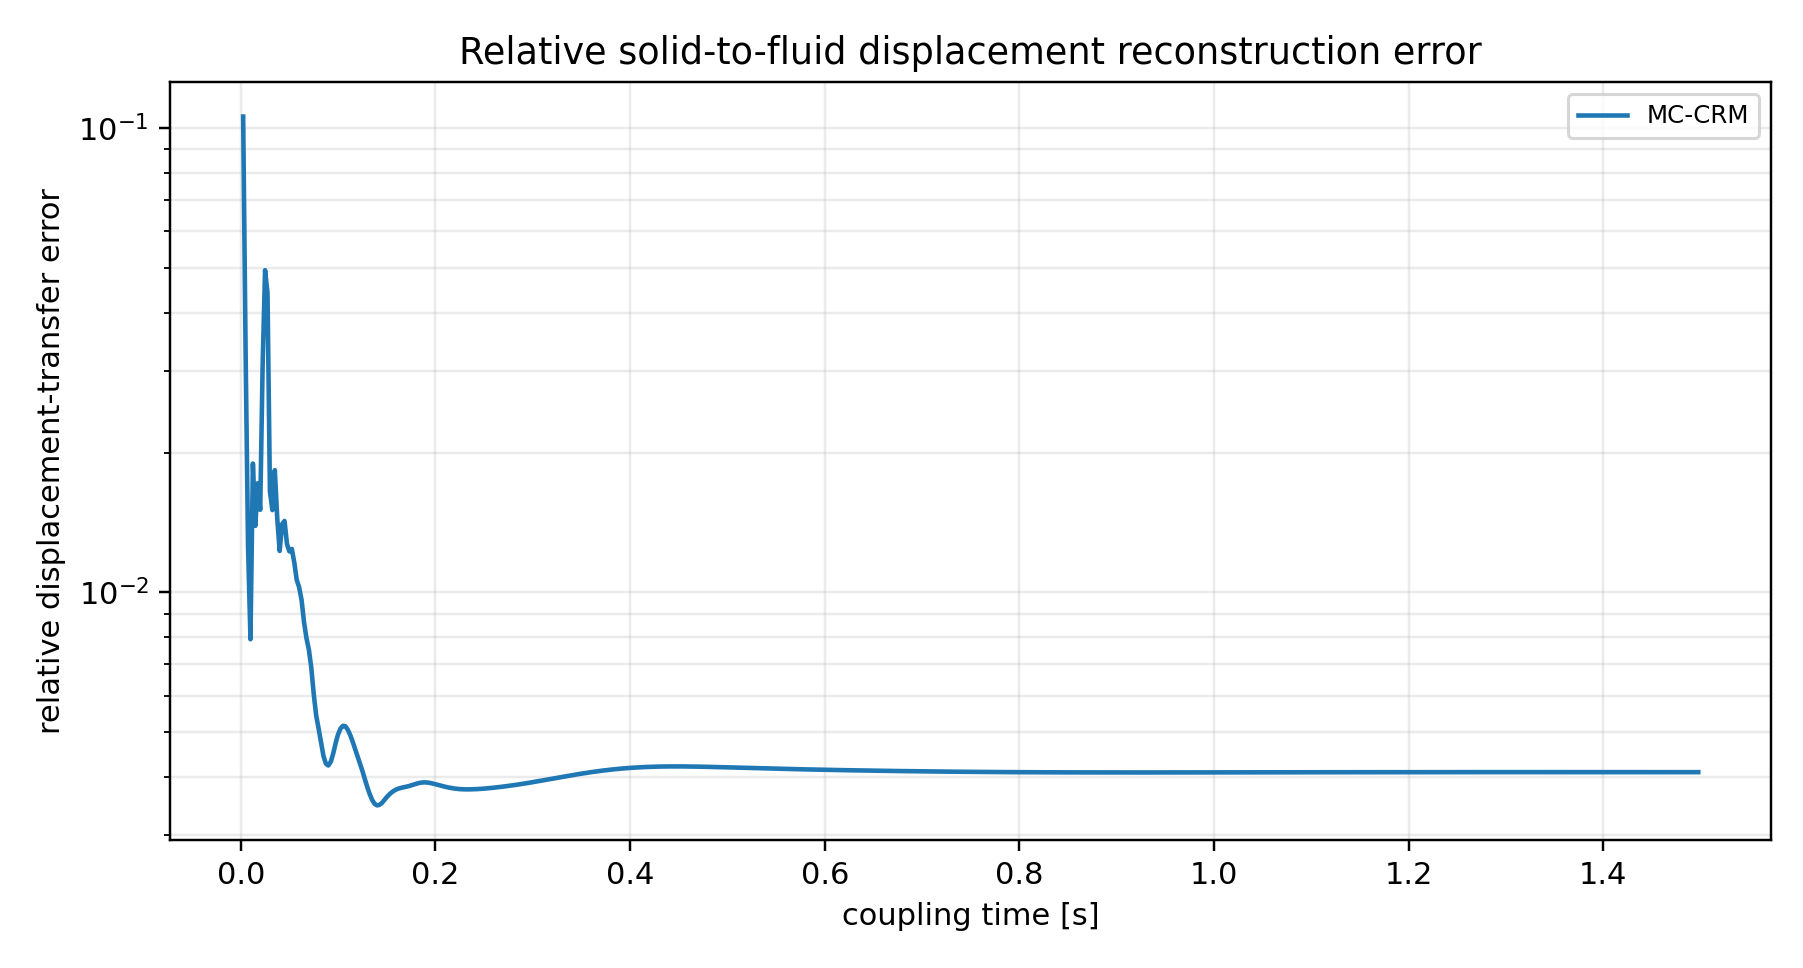 Relative solid-to-fluid displacement reconstruction error
MC-CRM
relative displacement-transfer error
10⁻¹
10⁻²
0.0 0.2 0.4 0.6 0.8 1.0 1.2 1.4
coupling time [s]